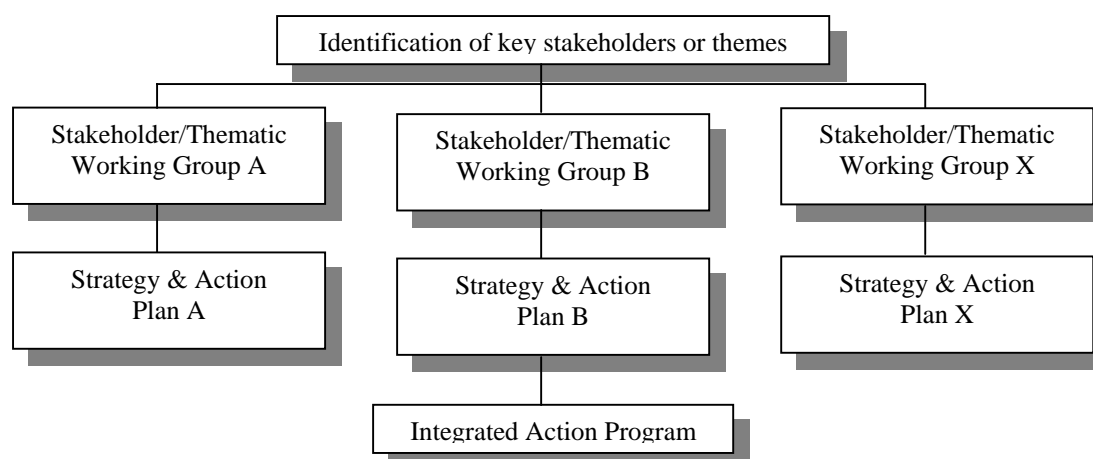 Identification of key stakeholders or themes
Stakeholder/Thematic
Working Group A
Stakeholder/Thematic
Working Group B
Stakeholder/Thematic
Working Group X
Strategy & Action
Plan A
Strategy & Action
Plan B
Strategy & Action
Plan X
Integrated Action Program